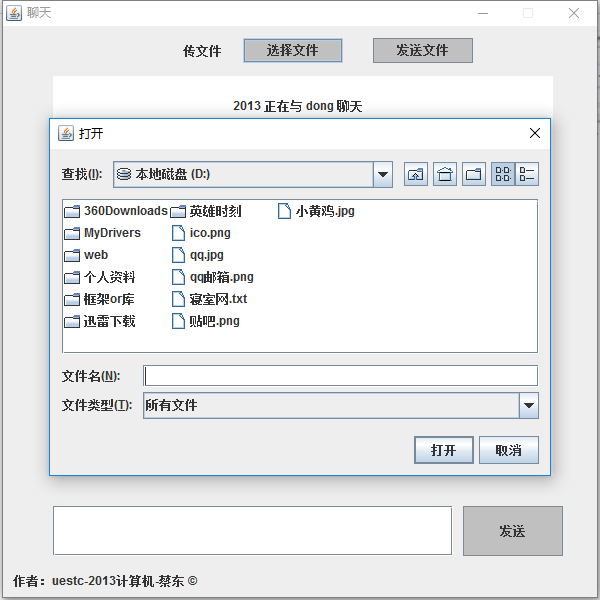 聊天
传文件 选择文件 发送文件
2013 正在与 dong 聊天
打开
查找(I): 本地磁盘 (D:)
360Downloads 英雄时刻 小黄鸡.jpg
MyDrivers ico.png
web qq.jpg
个人资料 qq邮箱.png
框架or库 寝室网.txt
迅雷下载 贴吧.png
文件名(N):
文件类型(T): 所有文件
打开 取消
发送
作者：uestc-2013计算机-蔡东 ©